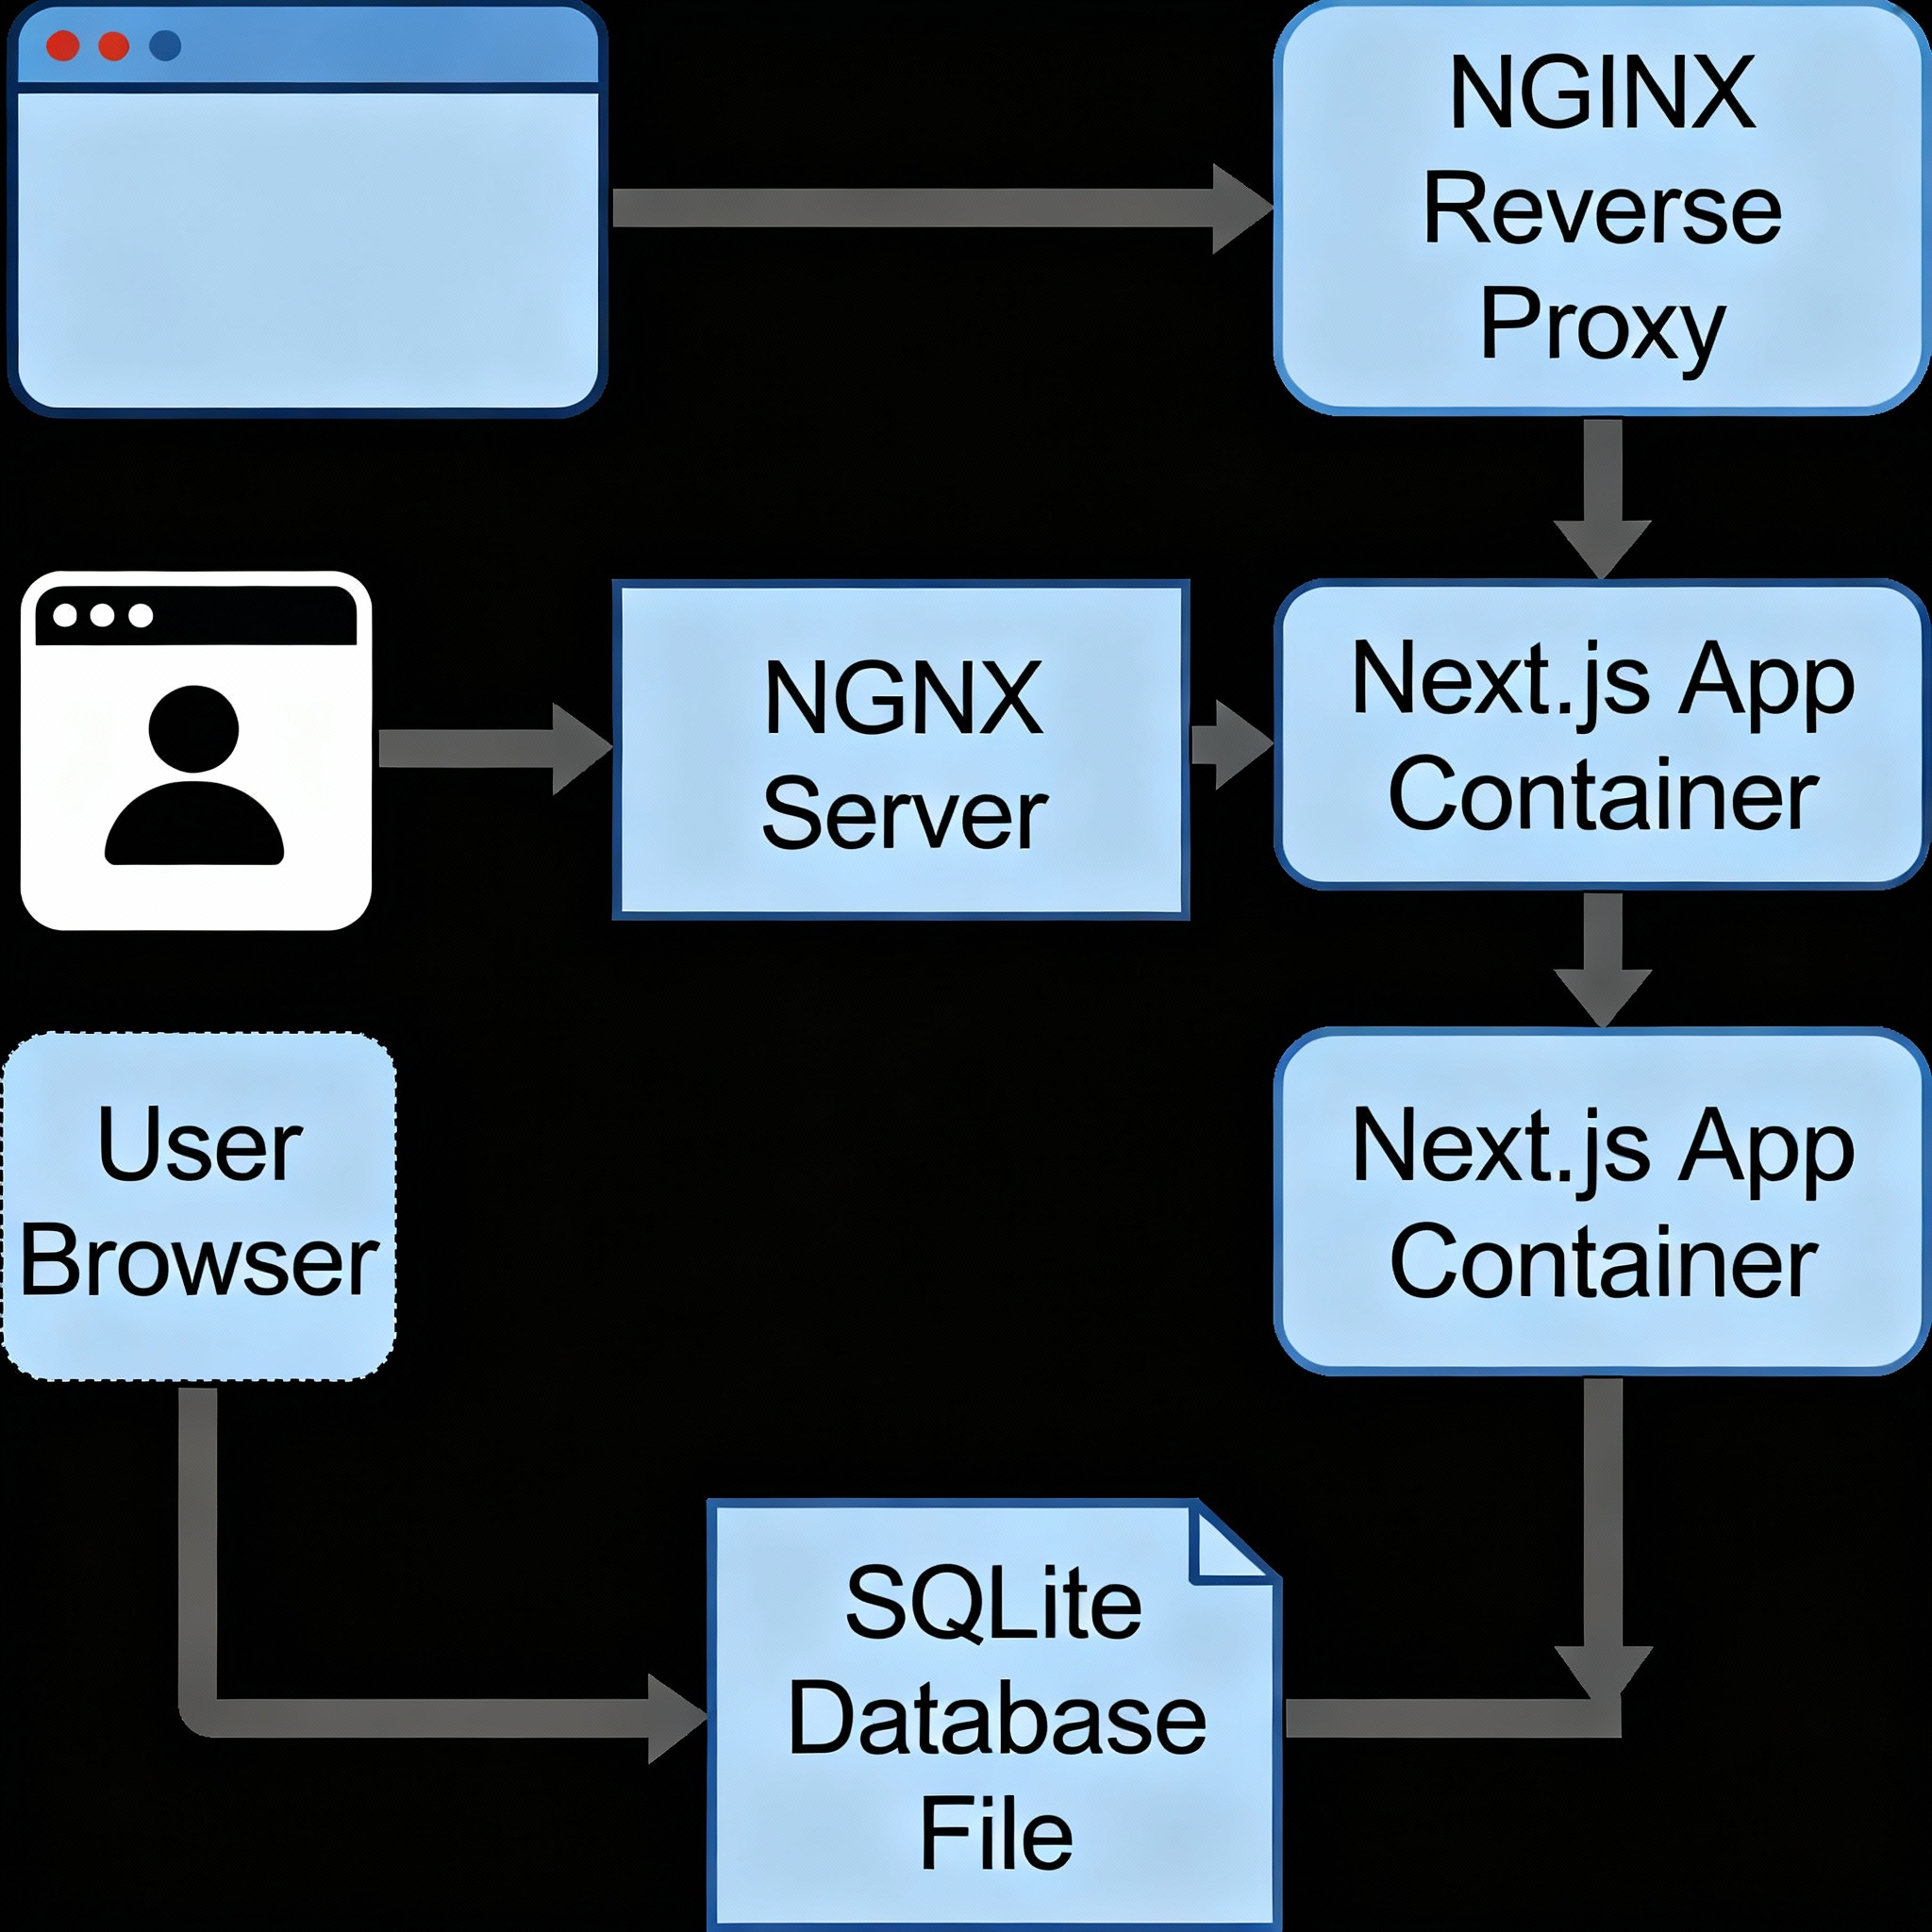 NGINX
Reverse
Proxy
NGNX
Server
Next.js App
Container
User
Browser
Next.js App
Container
SQLite
Database
File